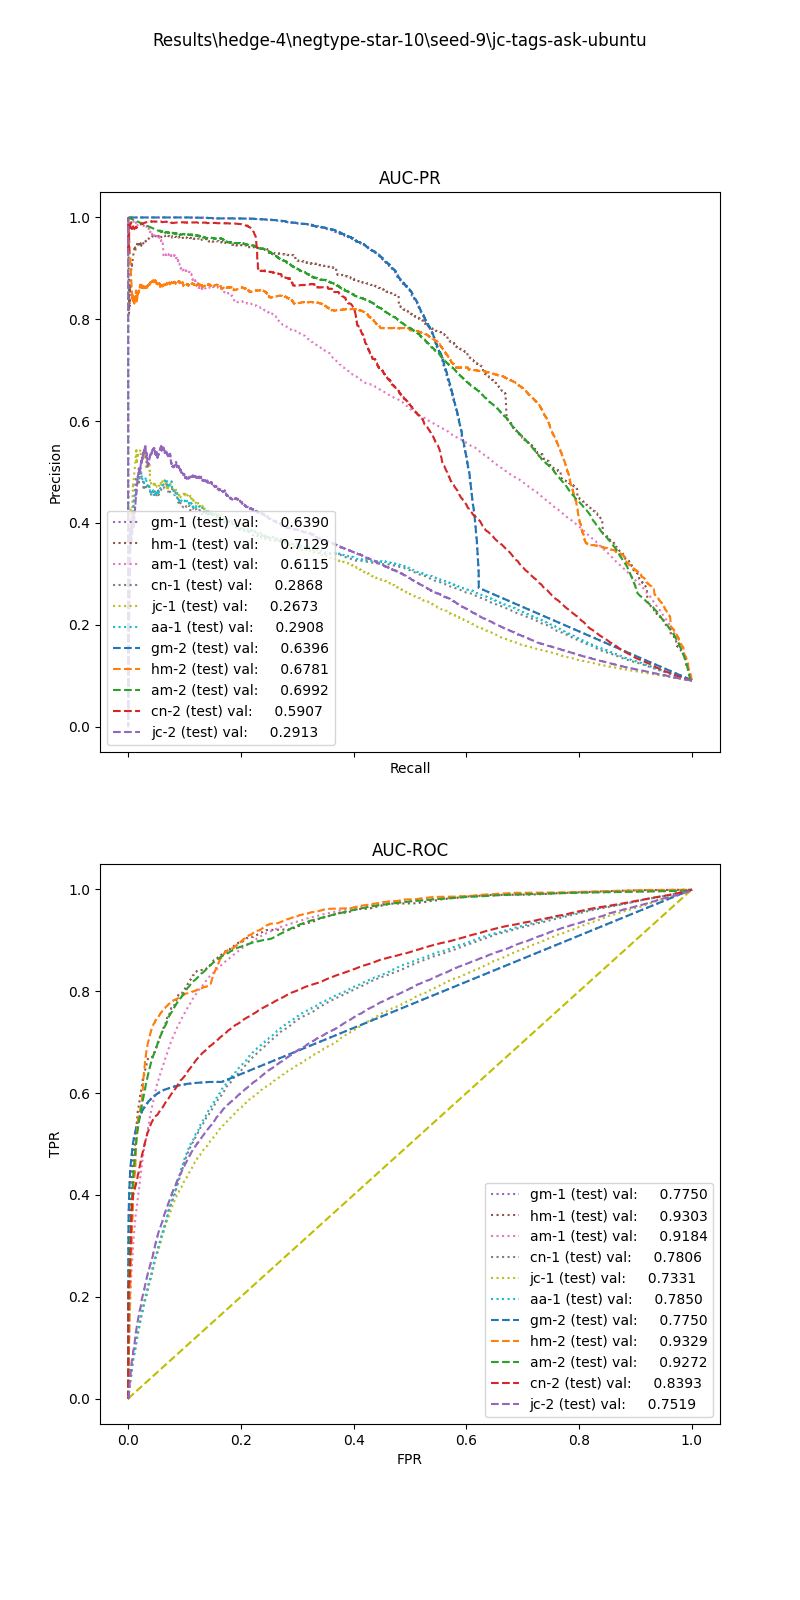 Results\hedge-4\negtype-star-10\seed-9\jc-tags-ask-ubuntu
AUC-PR
1.0
0.8
0.6
0.4
0.2
0.0
Precision
gm-1 (test) val: 0.6390
hm-1 (test) val: 0.7129
am-1 (test) val: 0.6115
cn-1 (test) val: 0.2868
jc-1 (test) val: 0.2673
aa-1 (test) val: 0.2908
gm-2 (test) val: 0.6396
hm-2 (test) val: 0.6781
am-2 (test) val: 0.6992
cn-2 (test) val: 0.5907
jc-2 (test) val: 0.2913
Recall
AUC-ROC
1.0
0.8
0.6
0.4
0.2
0.0
TPR
gm-1 (test) val: 0.7750
hm-1 (test) val: 0.9303
am-1 (test) val: 0.9184
cn-1 (test) val: 0.7806
jc-1 (test) val: 0.7331
aa-1 (test) val: 0.7850
gm-2 (test) val: 0.7750
hm-2 (test) val: 0.9329
am-2 (test) val: 0.9272
cn-2 (test) val: 0.8393
jc-2 (test) val: 0.7519
0.0 0.2 0.4 0.6 0.8 1.0
FPR